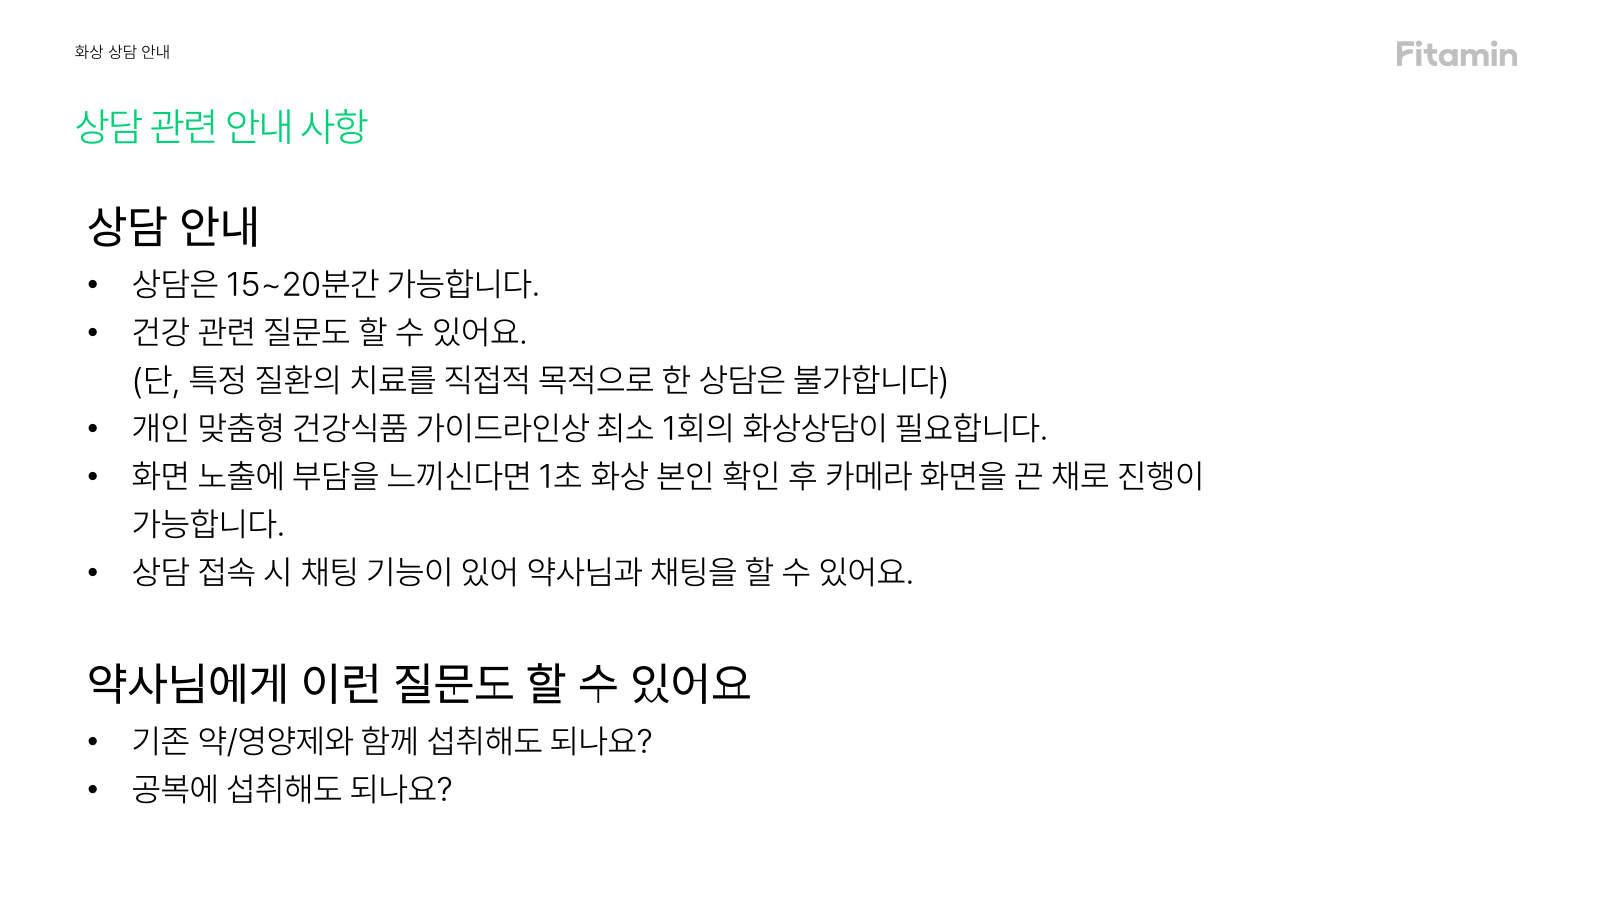 화상 상담 안내
Fitamin
상담 관련 안내 사항
상담 안내
• 상담은 15~20분간 가능합니다.
• 건강 관련 질문도 할 수 있어요.
(단, 특정 질환의 치료를 직접적 목적으로 한 상담은 불가합니다)
• 개인 맞춤형 건강식품 가이드라인상 최소 1회의 화상상담이 필요합니다.
• 화면 노출에 부담을 느끼신다면 1초 화상 본인 확인 후 카메라 화면을 끈 채로 진행이
가능합니다.
• 상담 접속 시 채팅 기능이 있어 약사님과 채팅을 할 수 있어요.
약사님에게 이런 질문도 할 수 있어요
• 기존 약/영양제와 함께 섭취해도 되나요?
• 공복에 섭취해도 되나요?